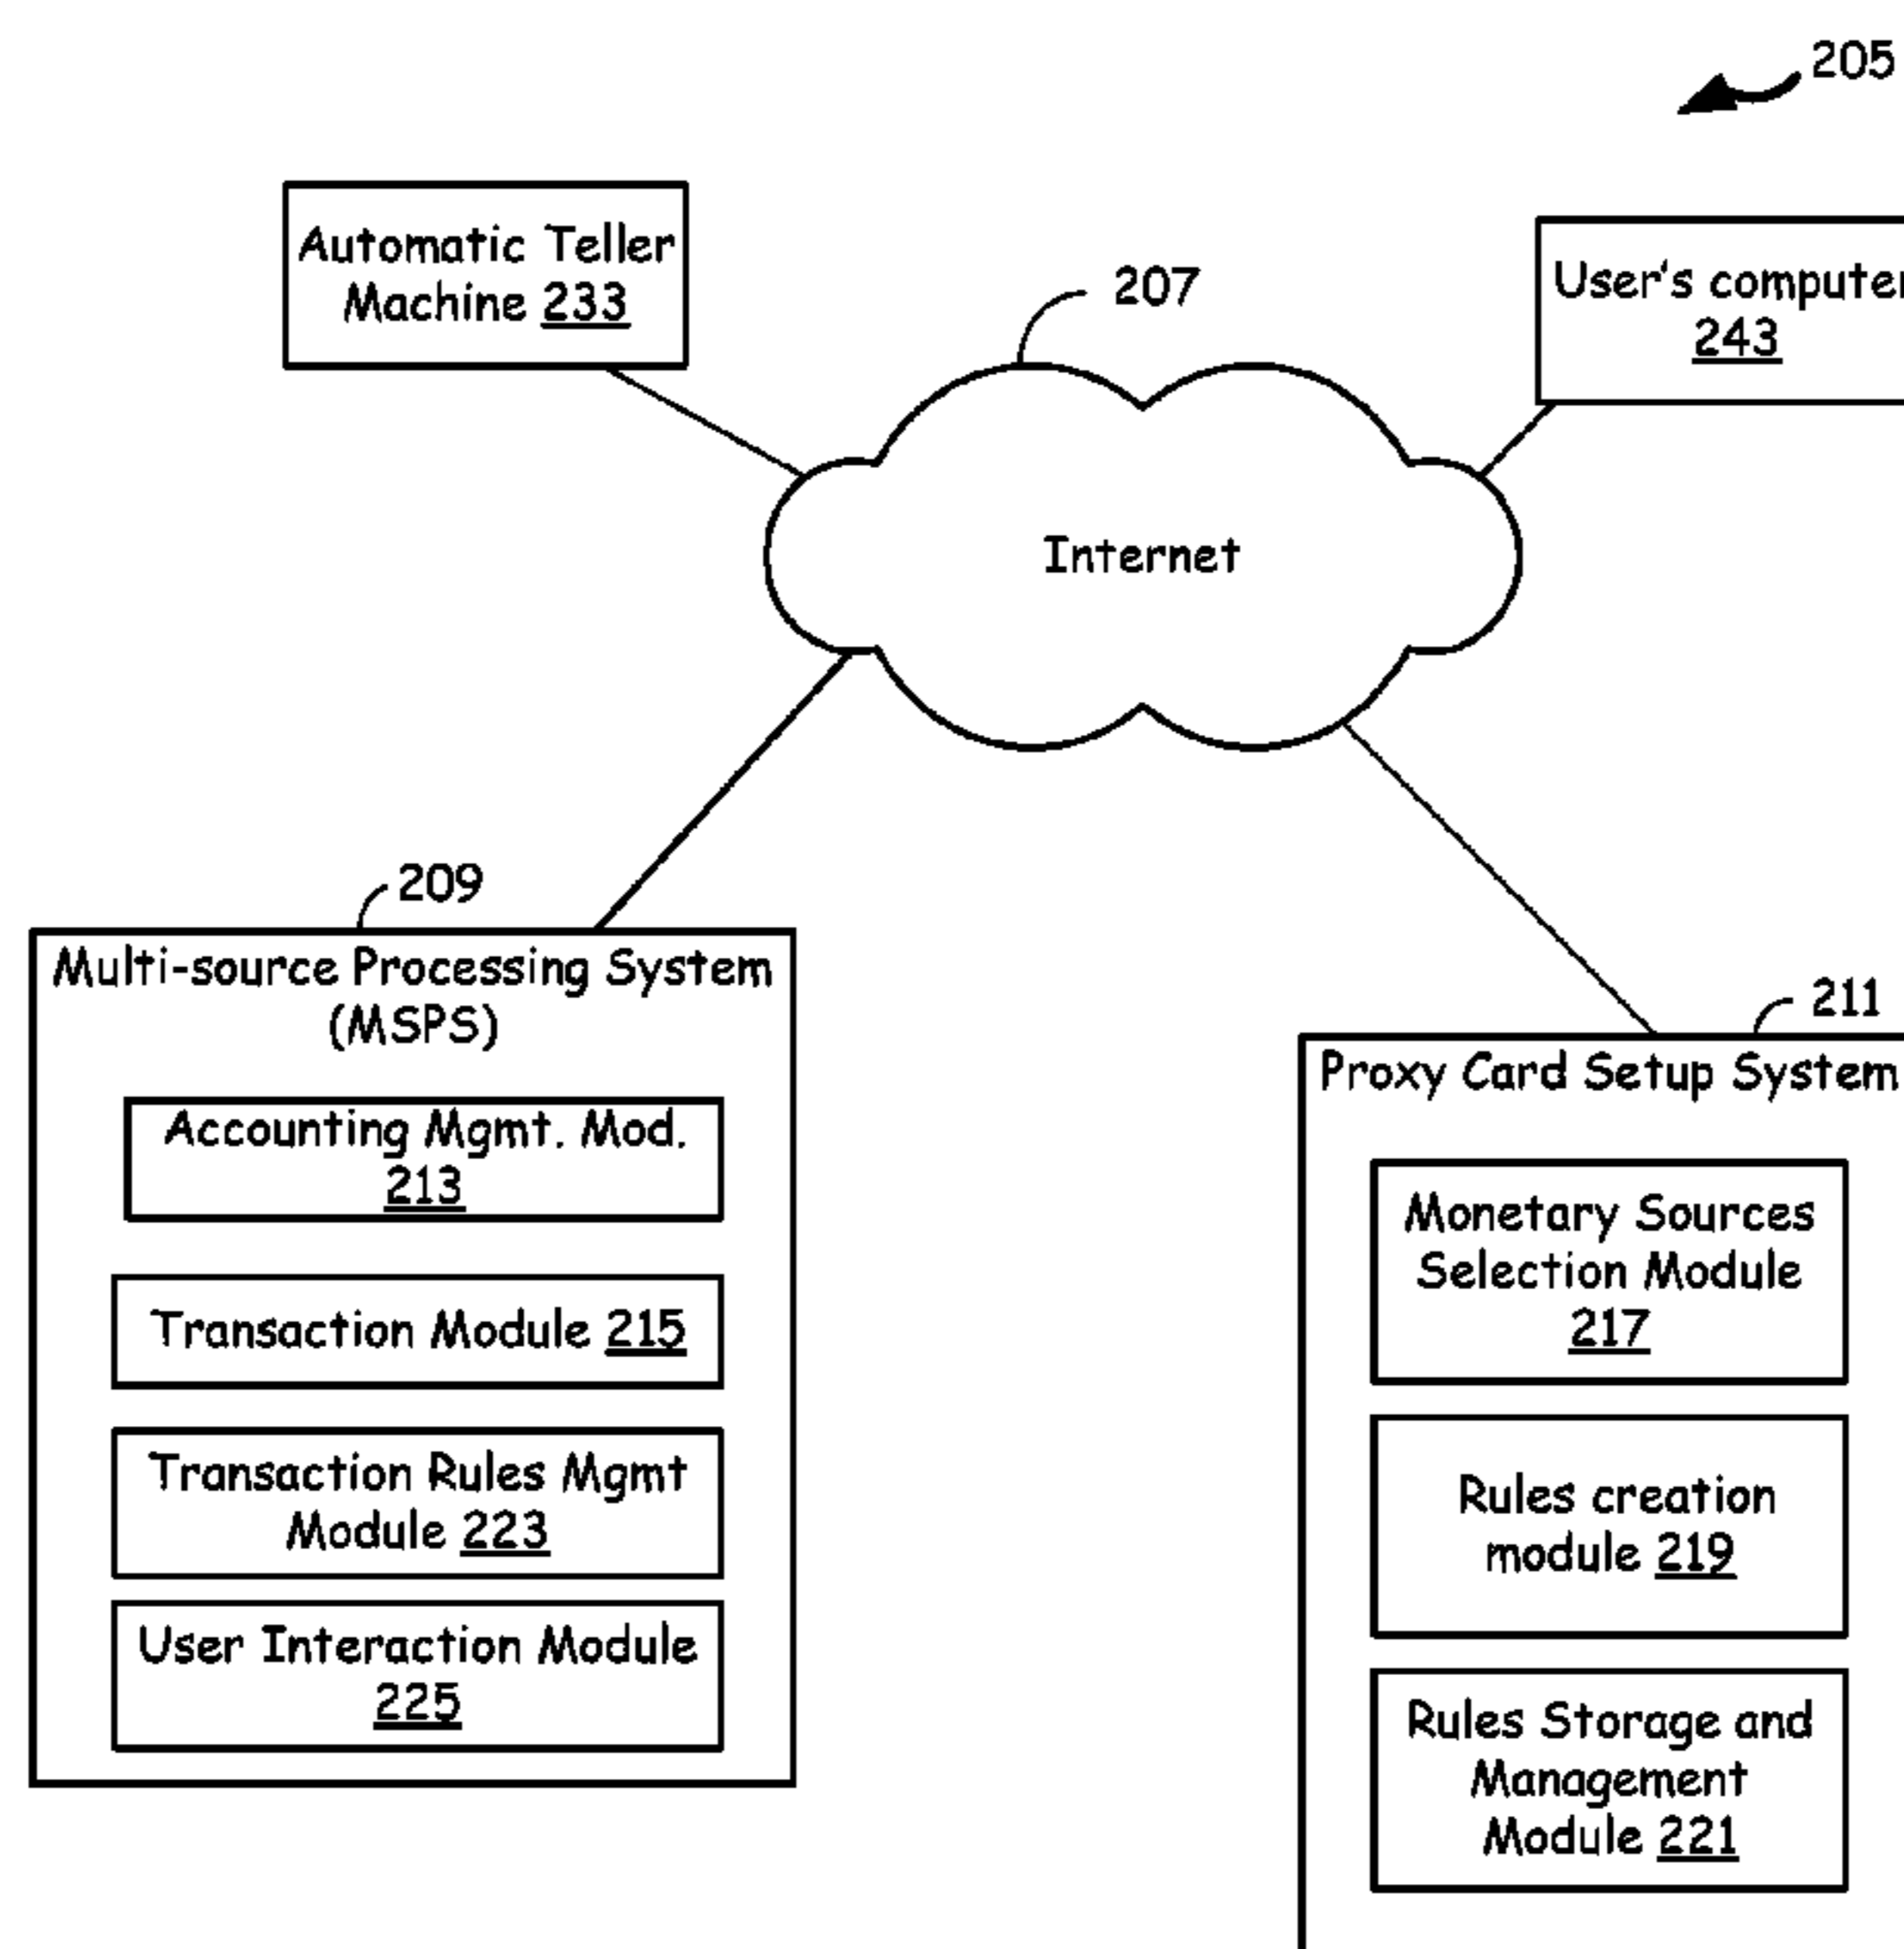 205
Automatic Teller
Machine 233
207
User's computer
243
Internet
209
Multi-source Processing System
(MSPS)
Accounting Mgmt. Mod.
213
Transaction Module 215
Transaction Rules Mgmt
Module 223
User Interaction Module
225
211
Proxy Card Setup System
Monetary Sources
Selection Module
217
Rules creation
module 219
Rules Storage and
Management
Module 221